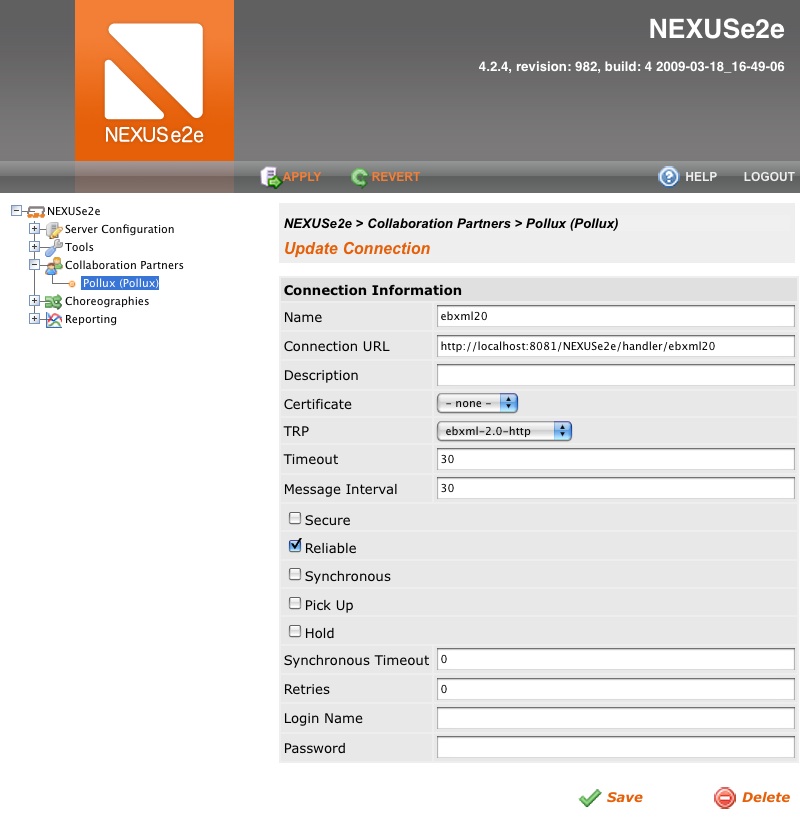 NEXUSe2e
4.2.4, revision: 982, build: 4 2009-03-18_16-49-06
NEXUSe2e
APPLY REVERT HELP LOGOUT
NEXUSe2e
Server Configuration
Tools
Collaboration Partners
Pollux (Pollux)
Choreographies
Reporting
NEXUSe2e > Collaboration Partners > Pollux (Pollux)
Update Connection
Connection Information
Name ebxml20
Connection URL http://localhost:8081/NEXUSe2e/handler/ebxml20
Description
Certificate - none -
TRP ebxml-2.0-http
Timeout 30
Message Interval 30
Secure
Reliable
Synchronous
Pick Up
Hold
Synchronous Timeout 0
Retries 0
Login Name
Password
Save Delete